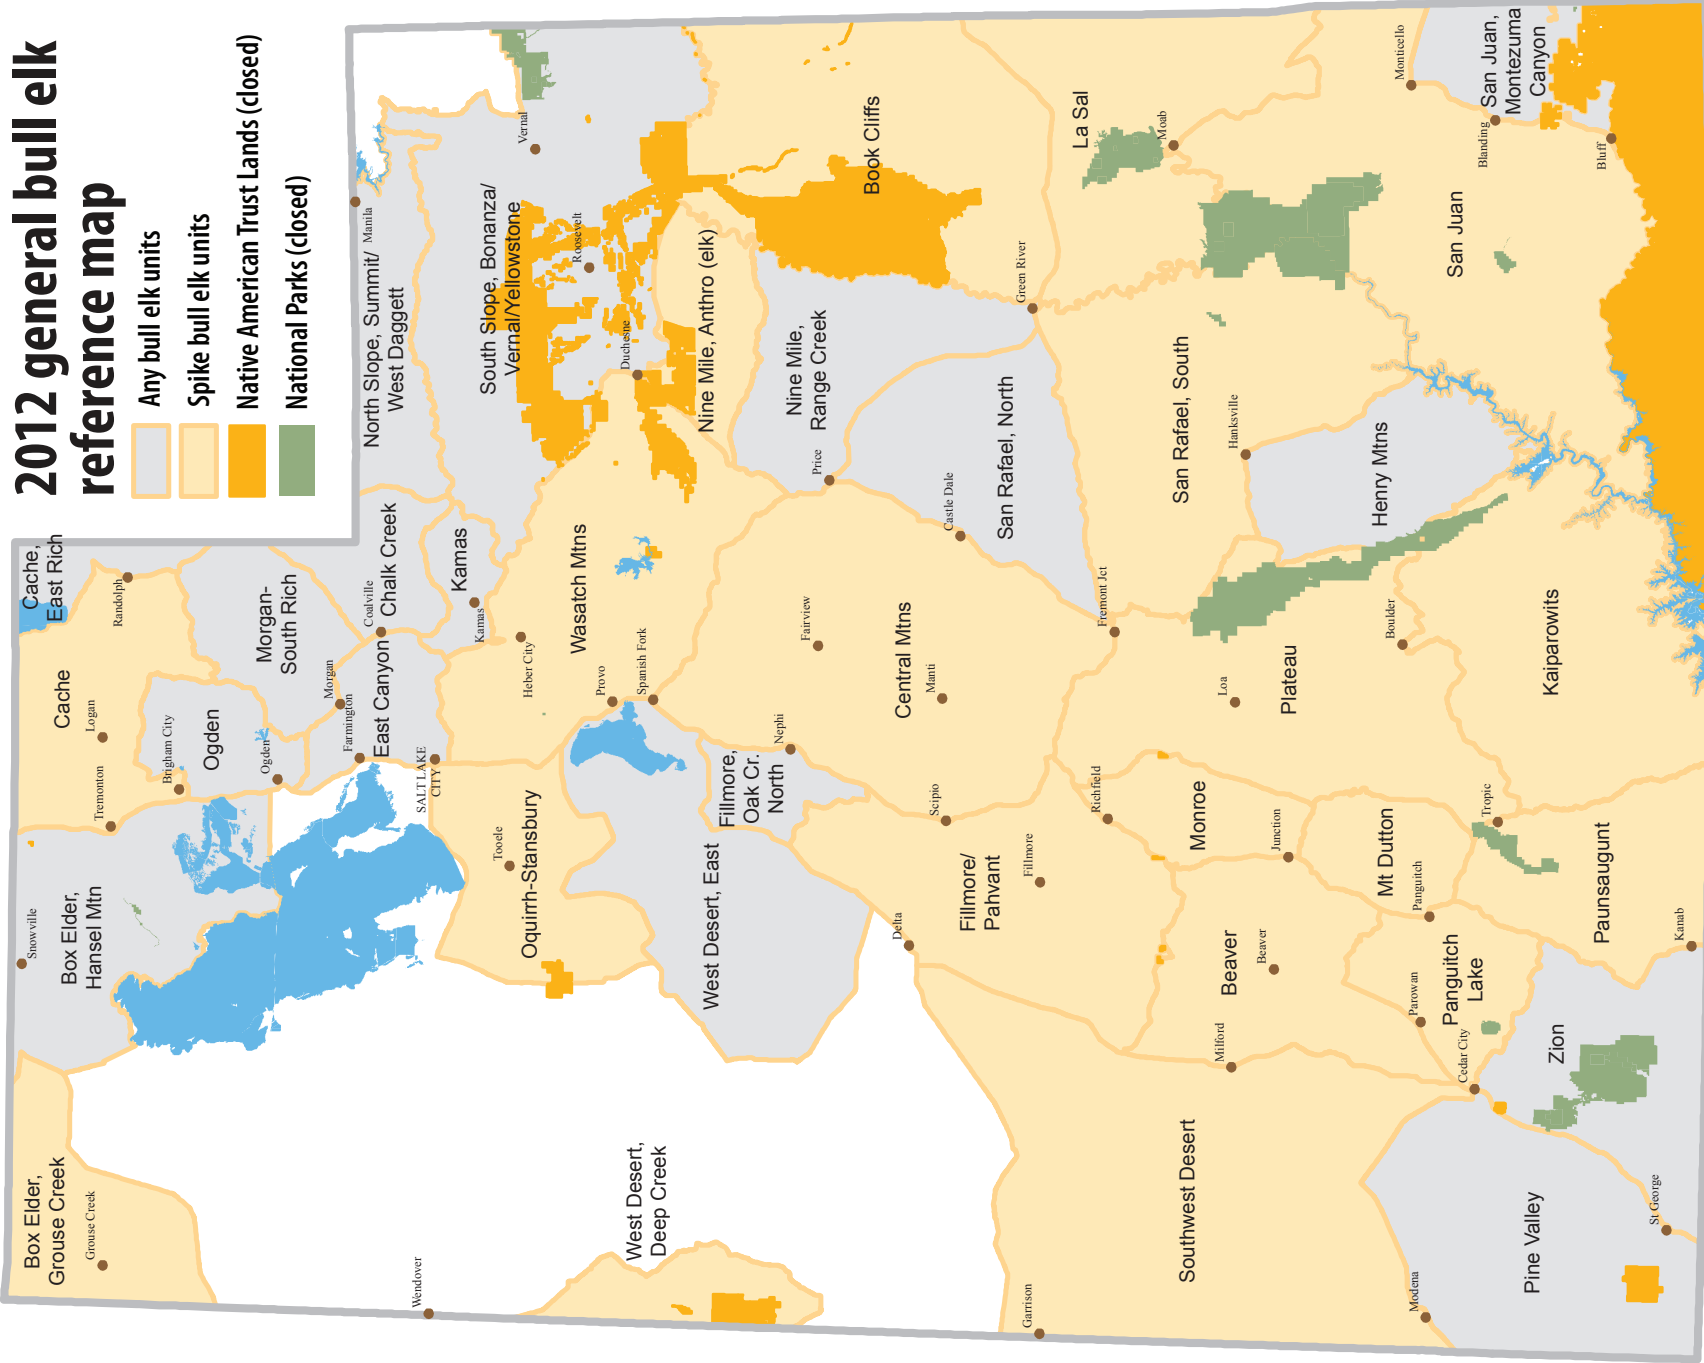 2012 general bull elk
reference map
Any bull elk units
Spike bull elk units
Native American Trust Lands (closed)
National Parks (closed)
Box Elder,
Grouse Creek
Grouse Creek
Snowville
Box Elder,
Hansel Mtn
Tremonton
Logan
Cache
Randolph
Cache,
East Rich
Brigham City
Ogden
Ogden
Morgan-
South Rich
Morgan
Farmington
East Canyon
Coalville
Chalk Creek
North Slope, Summit/
West Daggett
Manila
Wendover
SALT LAKE
CITY
Kamas
Kamas
South Slope, Bonanza/
Vernal/Yellowstone
Vernal
Roosevelt
Duchesne
Tooele
Oquirrh-Stansbury
Heber City
Wasatch Mtns
Provo
Spanish Fork
West Desert,
Deep Creek
West Desert, East
Fillmore,
Oak Cr.
North
Nephi
Nine Mile, Anthro (elk)
Nine Mile,
Range Creek
Price
Fairview
Book Cliffs
Delta
Scipio
Manti
Central Mtns
Castle Dale
San Rafael, North
Green River
Garrison
Fillmore/
Pahvant
Fillmore
Richfield
Fremont Jct
La Sal
Moab
Southwest Desert
Milford
Beaver
Beaver
Monroe
Junction
Loa
Plateau
San Rafael, South
Hanksville
Henry Mtns
Monticello
San Juan
Blanding
San Juan,
Montezuma
Canyon
Bluff
Modena
Parowan
Cedar City
Panguitch
Lake
Panguitch
Mt Dutton
Tropic
Boulder
Kaiparowits
Pine Valley
Zion
Paunsaugunt
St George
Kanab